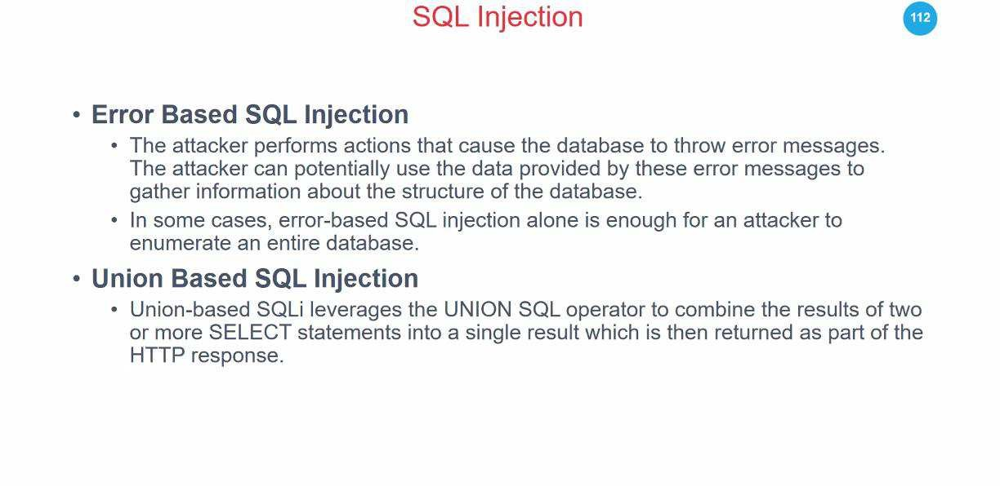 SQL Injection
112
• Error Based SQL Injection
• The attacker performs actions that cause the database to throw error messages.
The attacker can potentially use the data provided by these error messages to
gather information about the structure of the database.
• In some cases, error-based SQL injection alone is enough for an attacker to
enumerate an entire database.
• Union Based SQL Injection
• Union-based SQLi leverages the UNION SQL operator to combine the results of two
or more SELECT statements into a single result which is then returned as part of the
HTTP response.